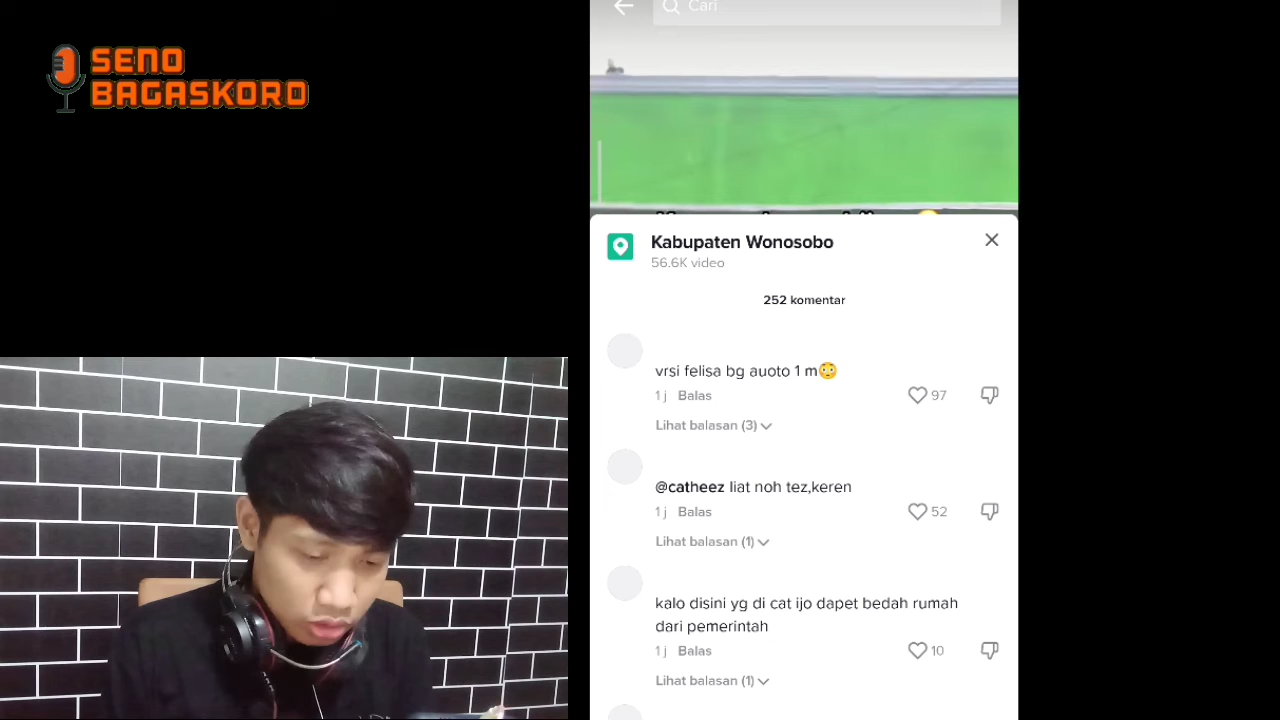 SENO
BAGASKORO
Cari
Kabupaten Wonosobo
56.6K video
252 komentar
vrsi felisa bg auoto 1 m😳
1 j Balas
97
Lihat balasan (3)
@catheez liat noh tez,keren
1 j Balas
52
Lihat balasan (1)
kalo disini yg di cat ijo dapet bedah rumah
dari pemerintah
1 j Balas
10
Lihat balasan (1)